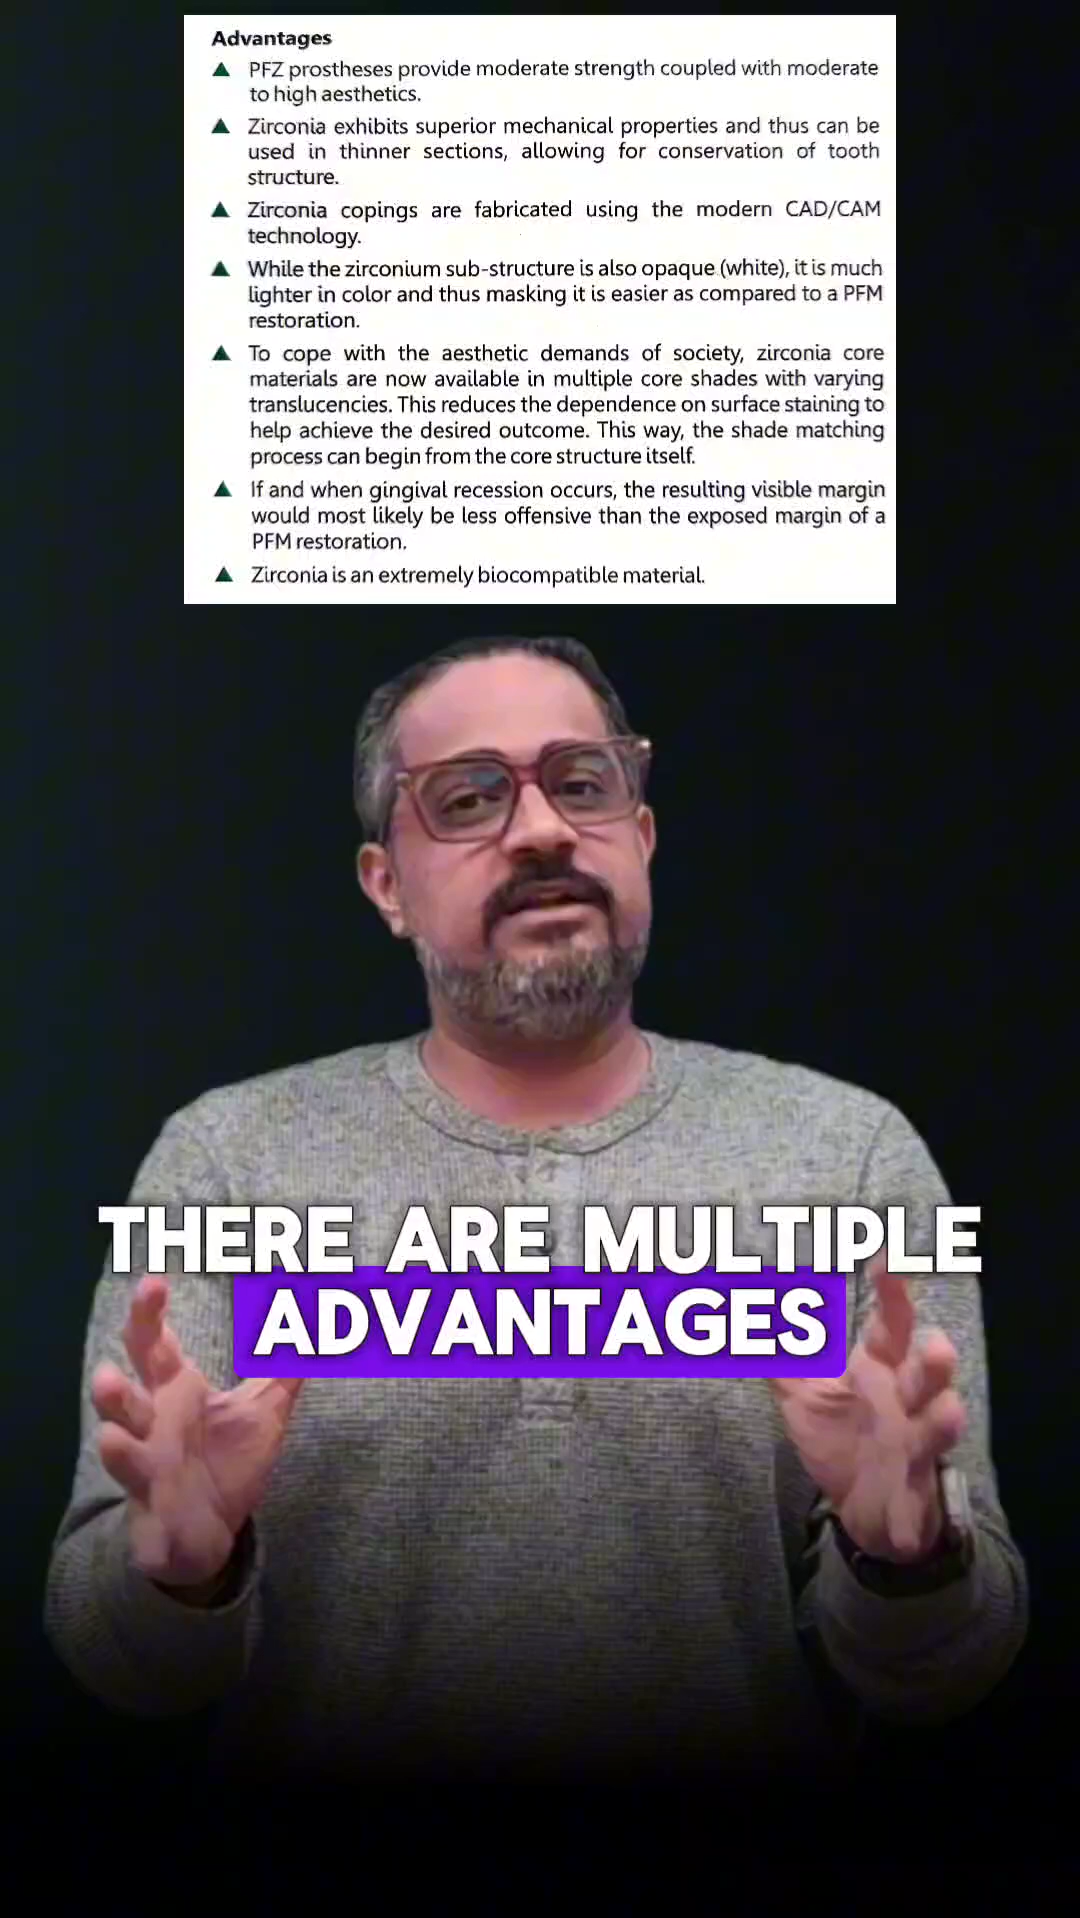 Advantages
▲ PFZ prostheses provide moderate strength coupled with moderate
to high aesthetics.
▲ Zirconia exhibits superior mechanical properties and thus can be
used in thinner sections, allowing for conservation of tooth
structure.
▲ Zirconia copings are fabricated using the modern CAD/CAM
technology.
▲ While the zirconium sub-structure is also opaque (white), it is much
lighter in color and thus masking it is easier as compared to a PFM
restoration.
▲ To cope with the aesthetic demands of society, zirconia core
materials are now available in multiple core shades with varying
translucencies. This reduces the dependence on surface staining to
help achieve the desired outcome. This way, the shade matching
process can begin from the core structure itself.
▲ If and when gingival recession occurs, the resulting visible margin
would most likely be less offensive than the exposed margin of a
PFM restoration.
▲ Zirconia is an extremely biocompatible material.
THERE ARE MULTIPLE
ADVANTAGES